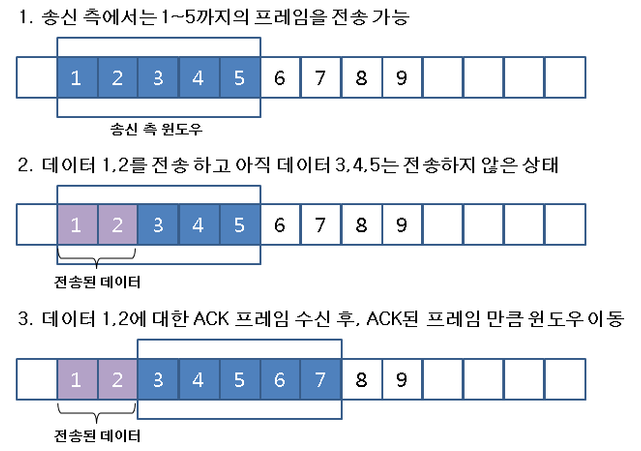 1. 송신 측에서는 1~5까지의 프레임을 전송 가능
1 2 3 4 5 6 7 8 9
송신 측 윈도우
2. 데이터 1,2를 전송 하고 아직 데이터 3,4,5는 전송하지 않은 상태
1 2 3 4 5 6 7 8 9
전송된 데이터
3. 데이터 1,2에 대한 ACK 프레임 수신 후, ACK된 프레임 만큼 윈도우 이동
1 2 3 4 5 6 7 8 9
전송된 데이터